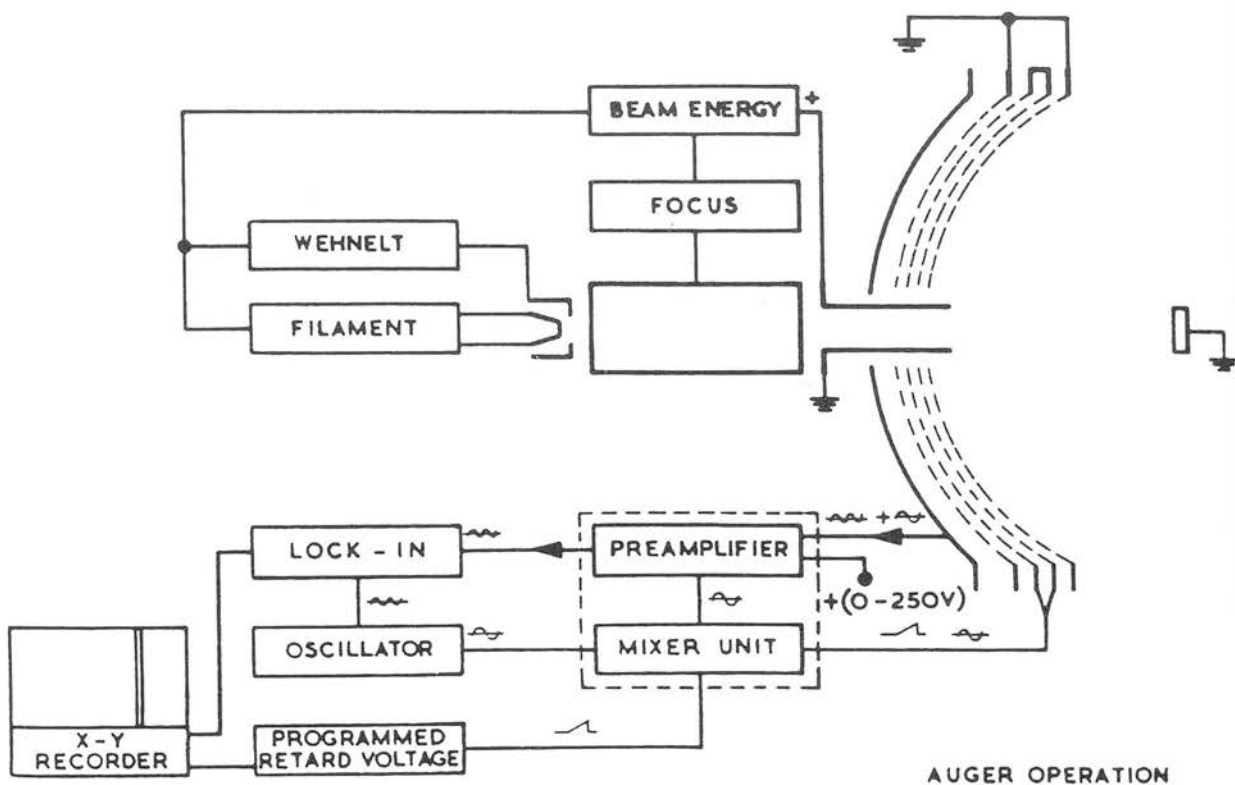 BEAM ENERGY
+
FOCUS
WEHNELT
FILAMENT
LOCK-IN
PREAMPLIFIER
+
+(0-250V)
OSCILLATOR
MIXER UNIT
X-Y
RECORDER
PROGRAMMED
RETARD VOLTAGE
AUGER OPERATION